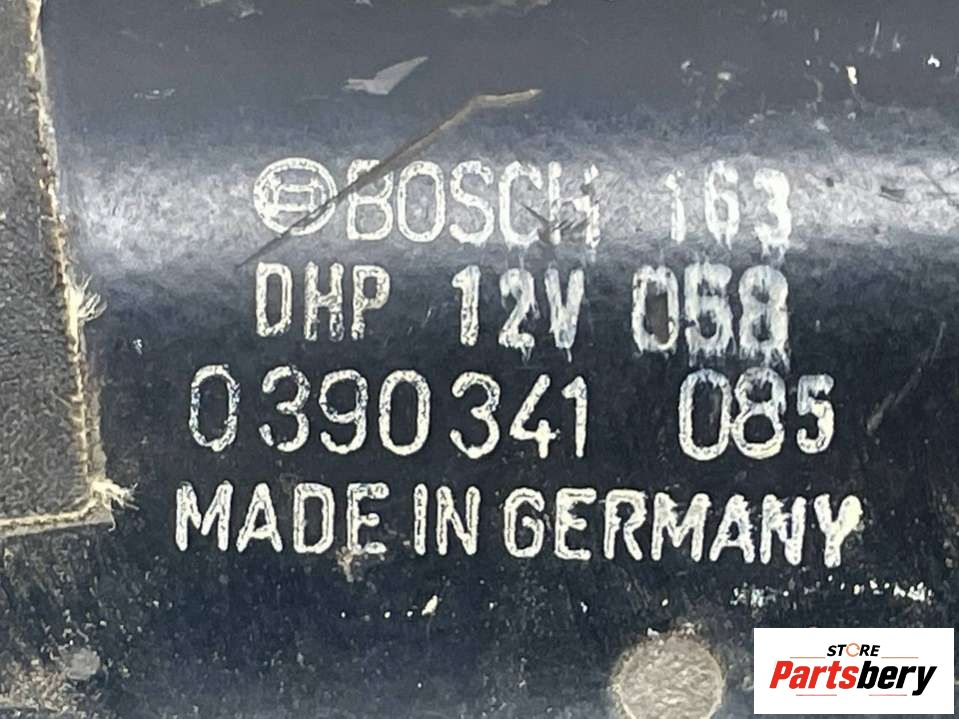 BOSCH 163
DHP 12V 058
0 390 341 085
MADE IN GERMANY
STORE
Partsbery